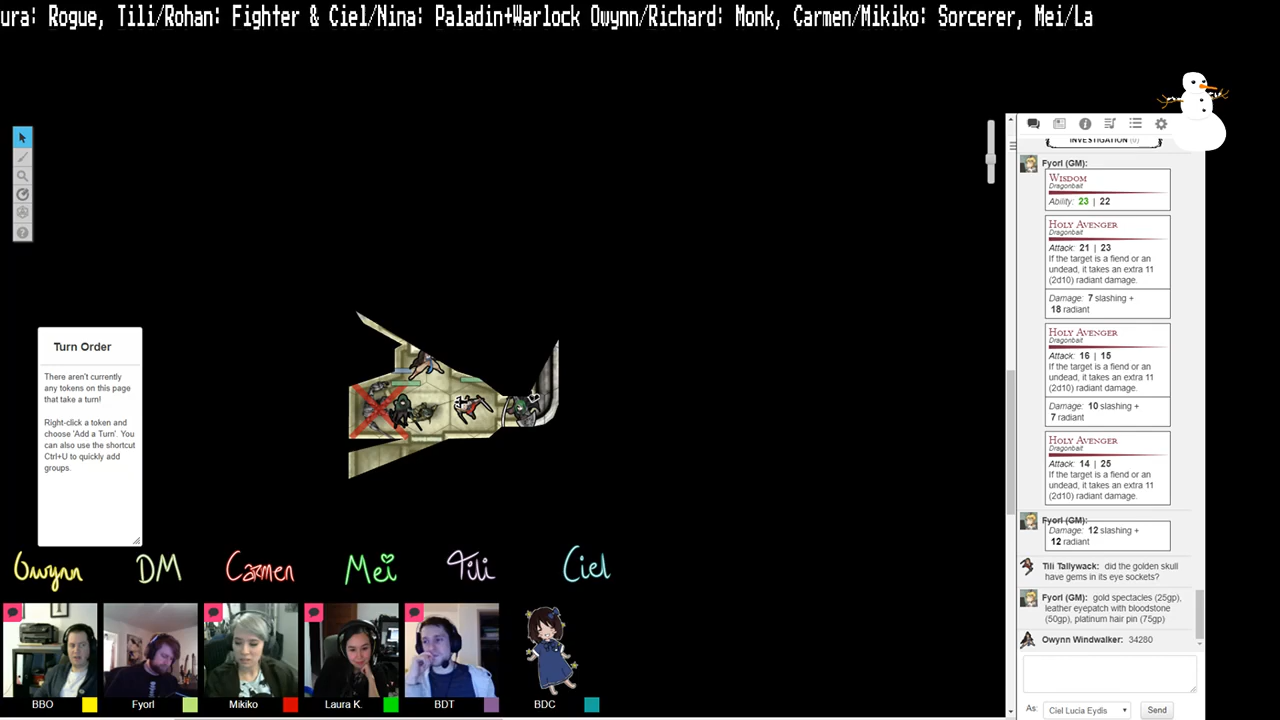 ura: Rogue, Tili/Rohan: Fighter & Ciel/Nina: Paladin+Warlock Owynn/Richard: Monk, Carmen/Mikiko: Sorcerer, Mei/La
INVESTIGATION (0)
Fyorl (GM):
WISDOM
Dragonbait
Ability: 23 | 22
HOLY AVENGER
Dragonbait
Attack: 21 | 23
If the target is a fiend or an
undead, it takes an extra 11
(2d10) radiant damage.
Damage: 7 slashing +
18 radiant
HOLY AVENGER
Dragonbait
Attack: 16 | 15
If the target is a fiend or an
undead, it takes an extra 11
(2d10) radiant damage.
Damage: 10 slashing +
7 radiant
HOLY AVENGER
Dragonbait
Attack: 14 | 25
If the target is a fiend or an
undead, it takes an extra 11
(2d10) radiant damage.
Fyorl (GM):
Damage: 12 slashing +
12 radiant
Tili Tallywack: did the golden skull
have gems in its eye sockets?
Fyorl (GM): gold spectacles (25gp),
leather eyepatch with bloodstone
(50gp), platinum hair pin (75gp)
Owynn Windwalker: 34280
As: Ciel Lucia Eydis Send
Turn Order
There aren't currently
any tokens on this page
that take a turn!
Right-click a token and
choose 'Add a Turn'. You
can also use the shortcut
Ctrl+U to quickly add
groups.
Owynn DM Carmen Mei Tili Ciel
BBO Fyorl Mikiko Laura K. BDT BDC